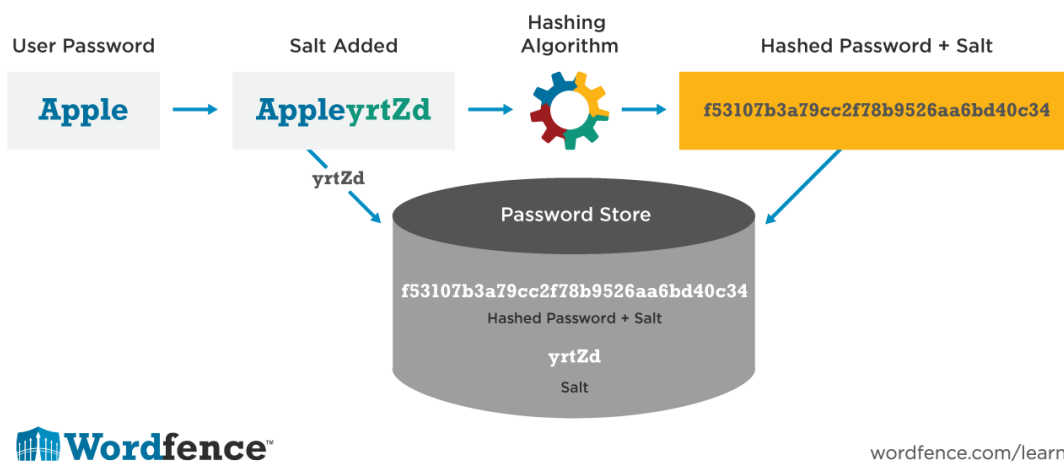 User Password
Salt Added
Hashing
Algorithm
Hashed Password + Salt
Apple
AppleyrtZd
f53107b3a79cc2f78b9526aa6bd40c34
yrtZd
Password Store
f53107b3a79cc2f78b9526aa6bd40c34
Hashed Password + Salt
yrtZd
Salt
Wordfence™
wordfence.com/learn